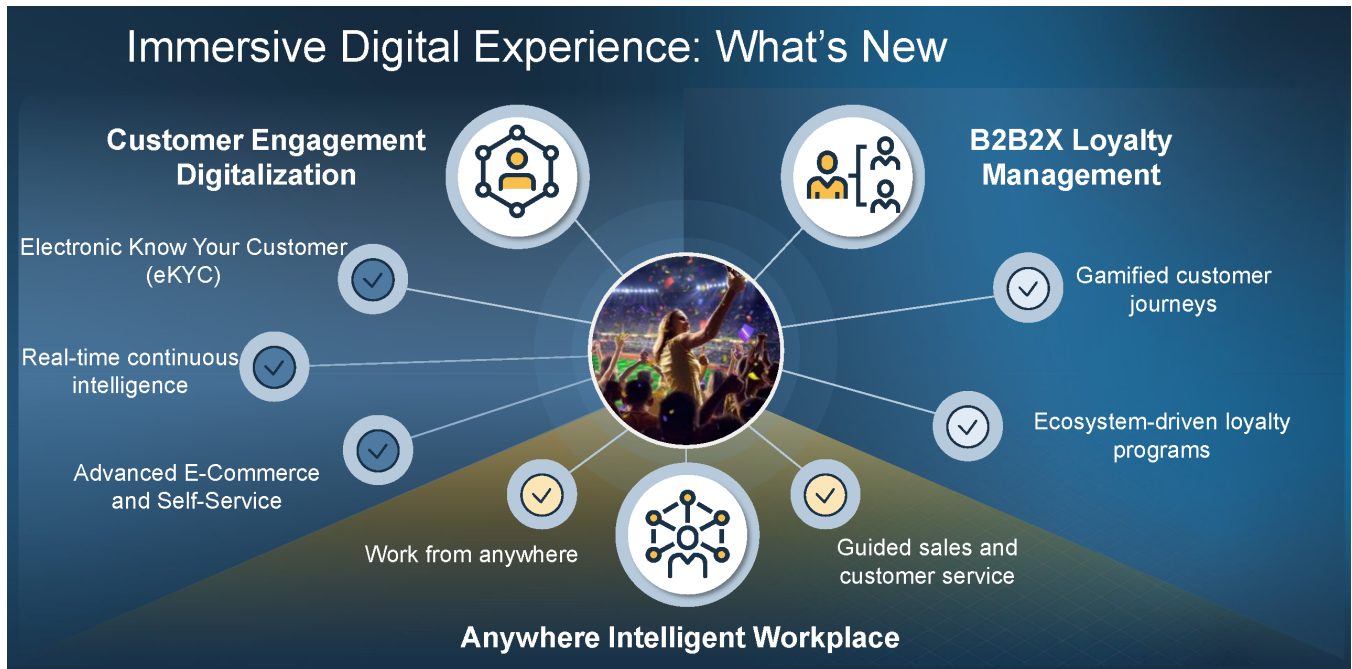 Immersive Digital Experience: What’s New
Customer Engagement
Digitalization
Electronic Know Your Customer
(eKYC)
Real-time continuous
intelligence
Advanced E-Commerce
and Self-Service
B2B2X Loyalty
Management
Gamified customer
journeys
Ecosystem-driven loyalty
programs
Work from anywhere
Guided sales and
customer service
Anywhere Intelligent Workplace